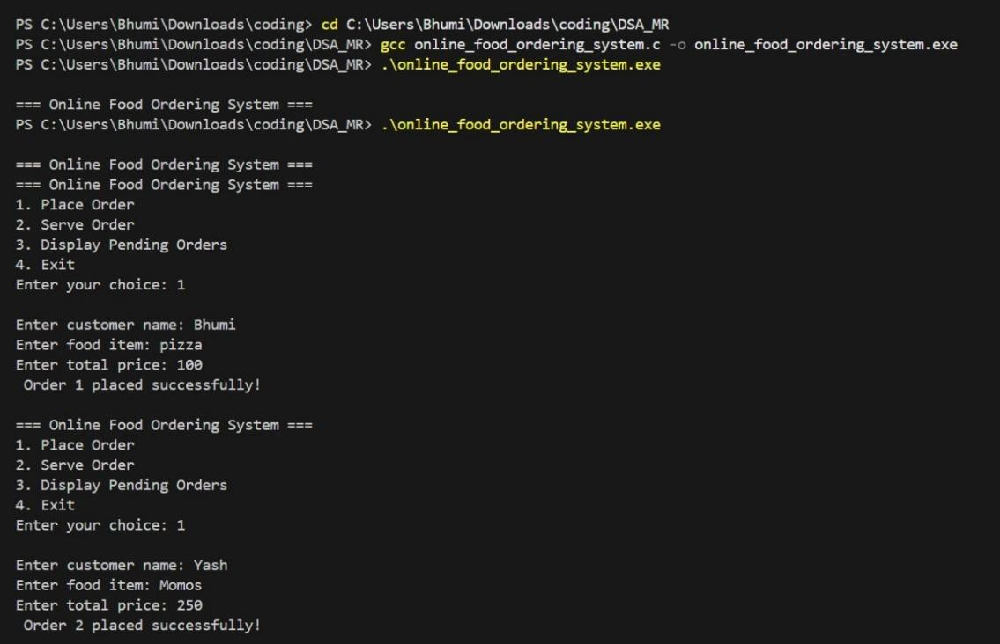 PS C:\Users\Bhumi\Downloads\coding> cd C:\Users\Bhumi\Downloads\coding\DSA_MR
PS C:\Users\Bhumi\Downloads\coding\DSA_MR> gcc online_food_ordering_system.c -o online_food_ordering_system.exe
PS C:\Users\Bhumi\Downloads\coding\DSA_MR> .\online_food_ordering_system.exe
=== Online Food Ordering System ===
PS C:\Users\Bhumi\Downloads\coding\DSA_MR> .\online_food_ordering_system.exe
=== Online Food Ordering System ===
=== Online Food Ordering System ===
1. Place Order
2. Serve Order
3. Display Pending Orders
4. Exit
Enter your choice: 1
Enter customer name: Bhumi
Enter food item: pizza
Enter total price: 100
Order 1 placed successfully!
=== Online Food Ordering System ===
1. Place Order
2. Serve Order
3. Display Pending Orders
4. Exit
Enter your choice: 1
Enter customer name: Yash
Enter food item: Momos
Enter total price: 250
Order 2 placed successfully!